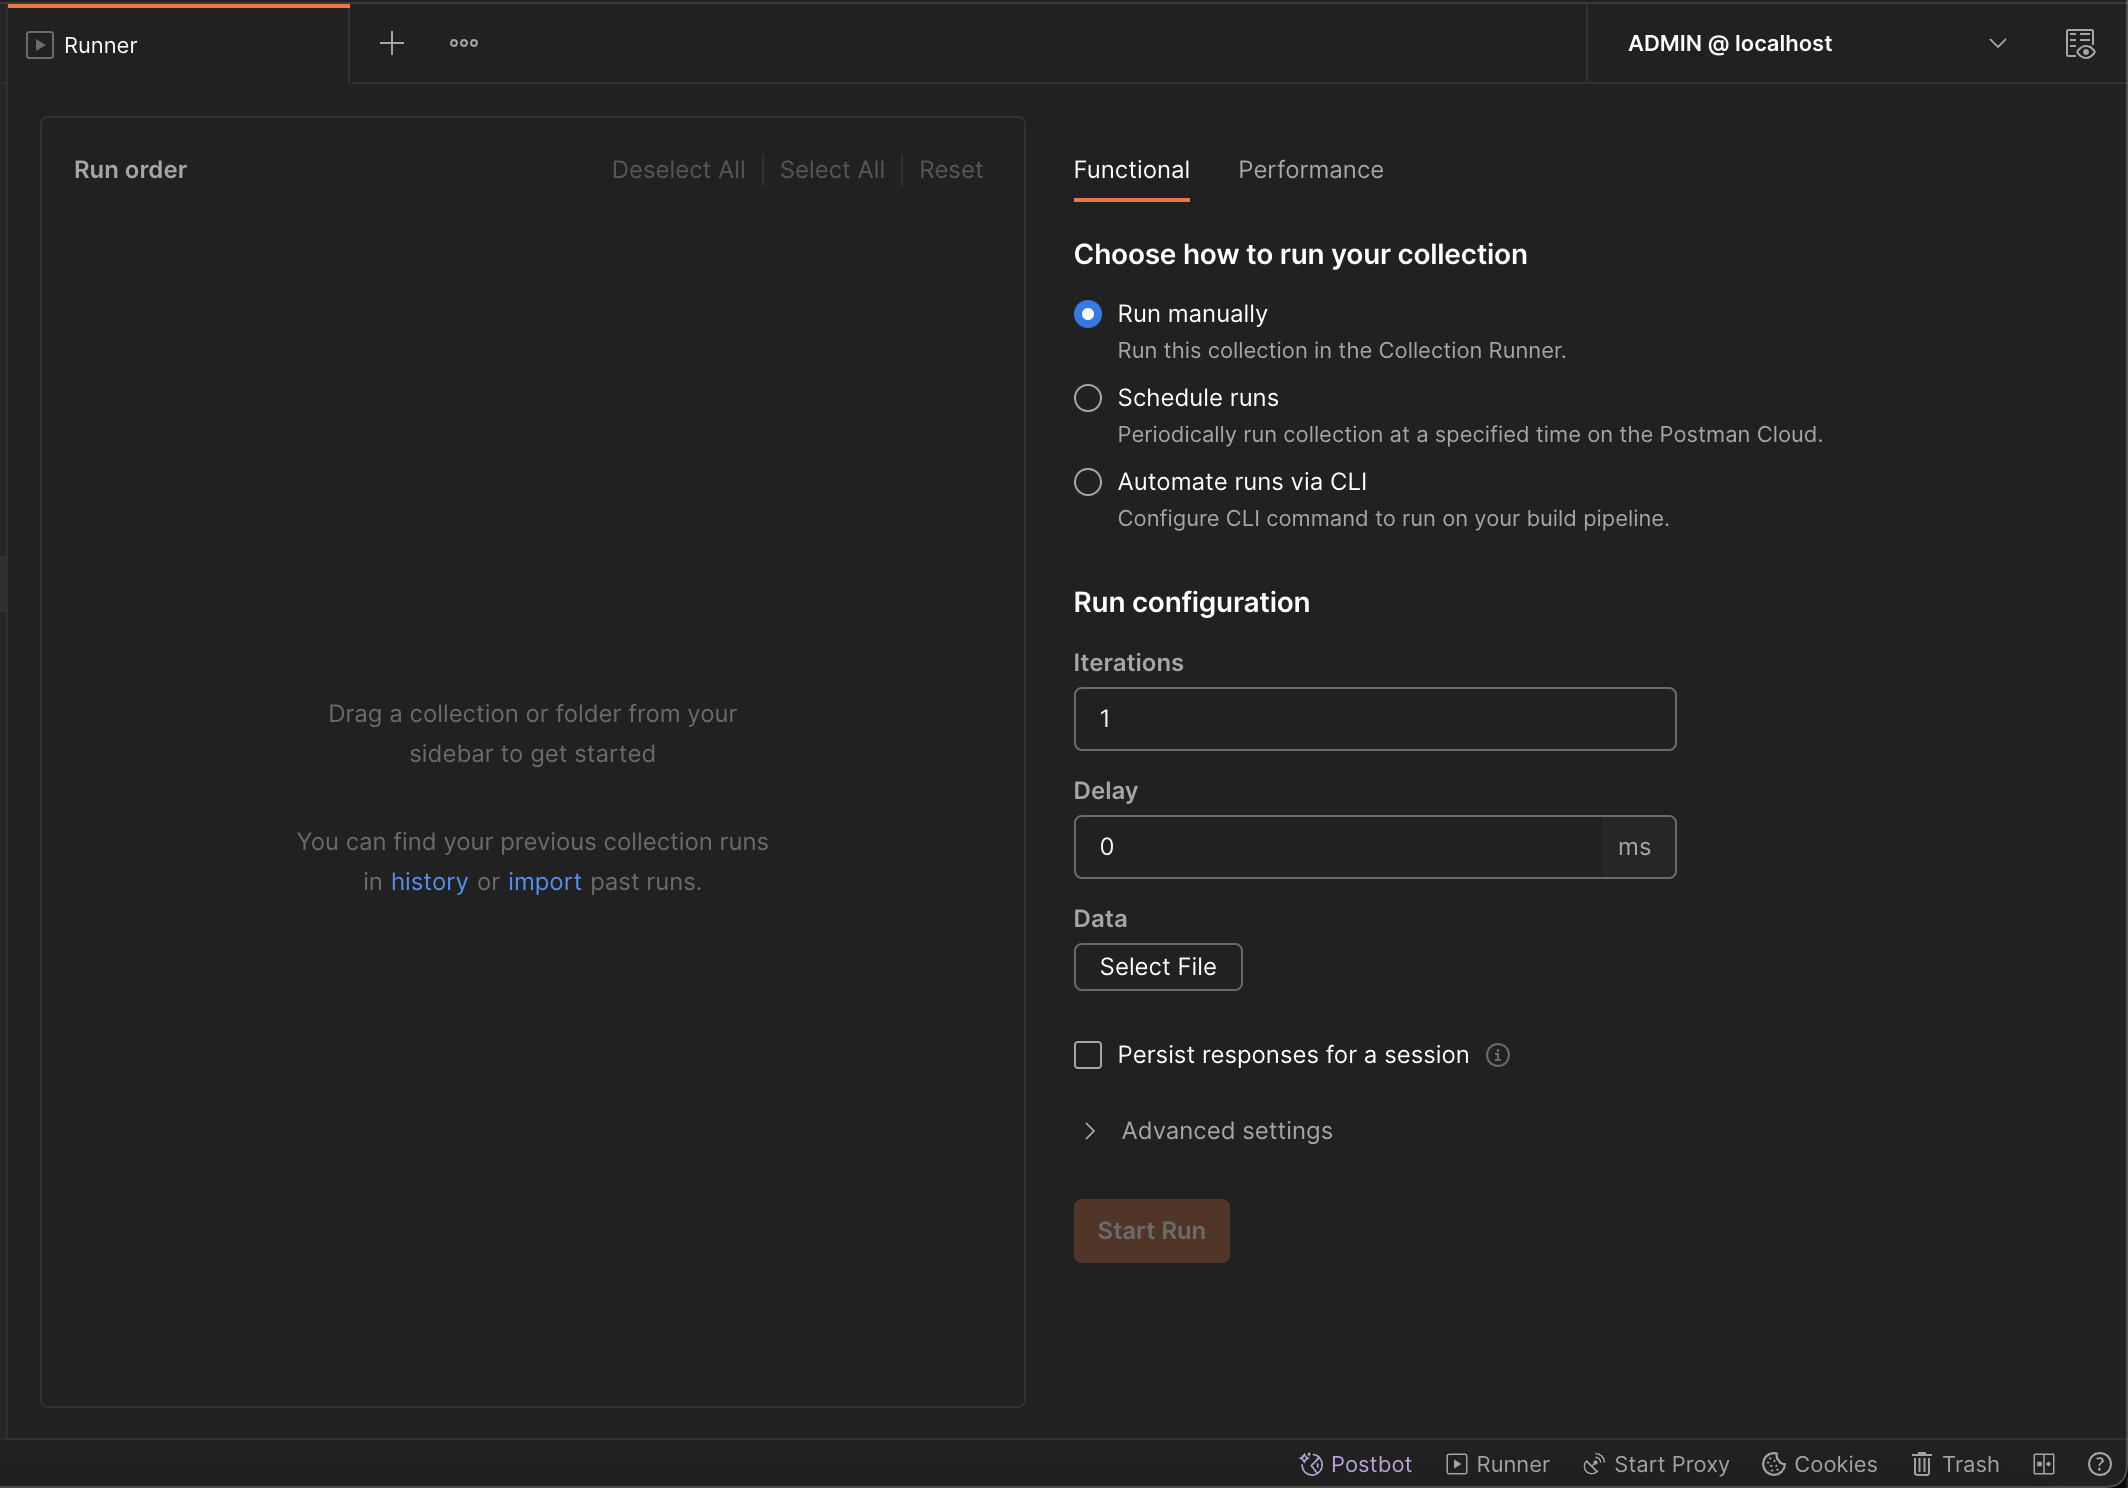 Runner
ADMIN @ localhost
Run order
Deselect All
Select All
Reset
Drag a collection or folder from your
sidebar to get started
You can find your previous collection runs
in history or import past runs.
Functional
Performance
Choose how to run your collection
Run manually
Run this collection in the Collection Runner.
Schedule runs
Periodically run collection at a specified time on the Postman Cloud.
Automate runs via CLI
Configure CLI command to run on your build pipeline.
Run configuration
Iterations
1
Delay
0 ms
Data
Select File
Persist responses for a session
Advanced settings
Start Run
Postbot
Runner
Start Proxy
Cookies
Trash